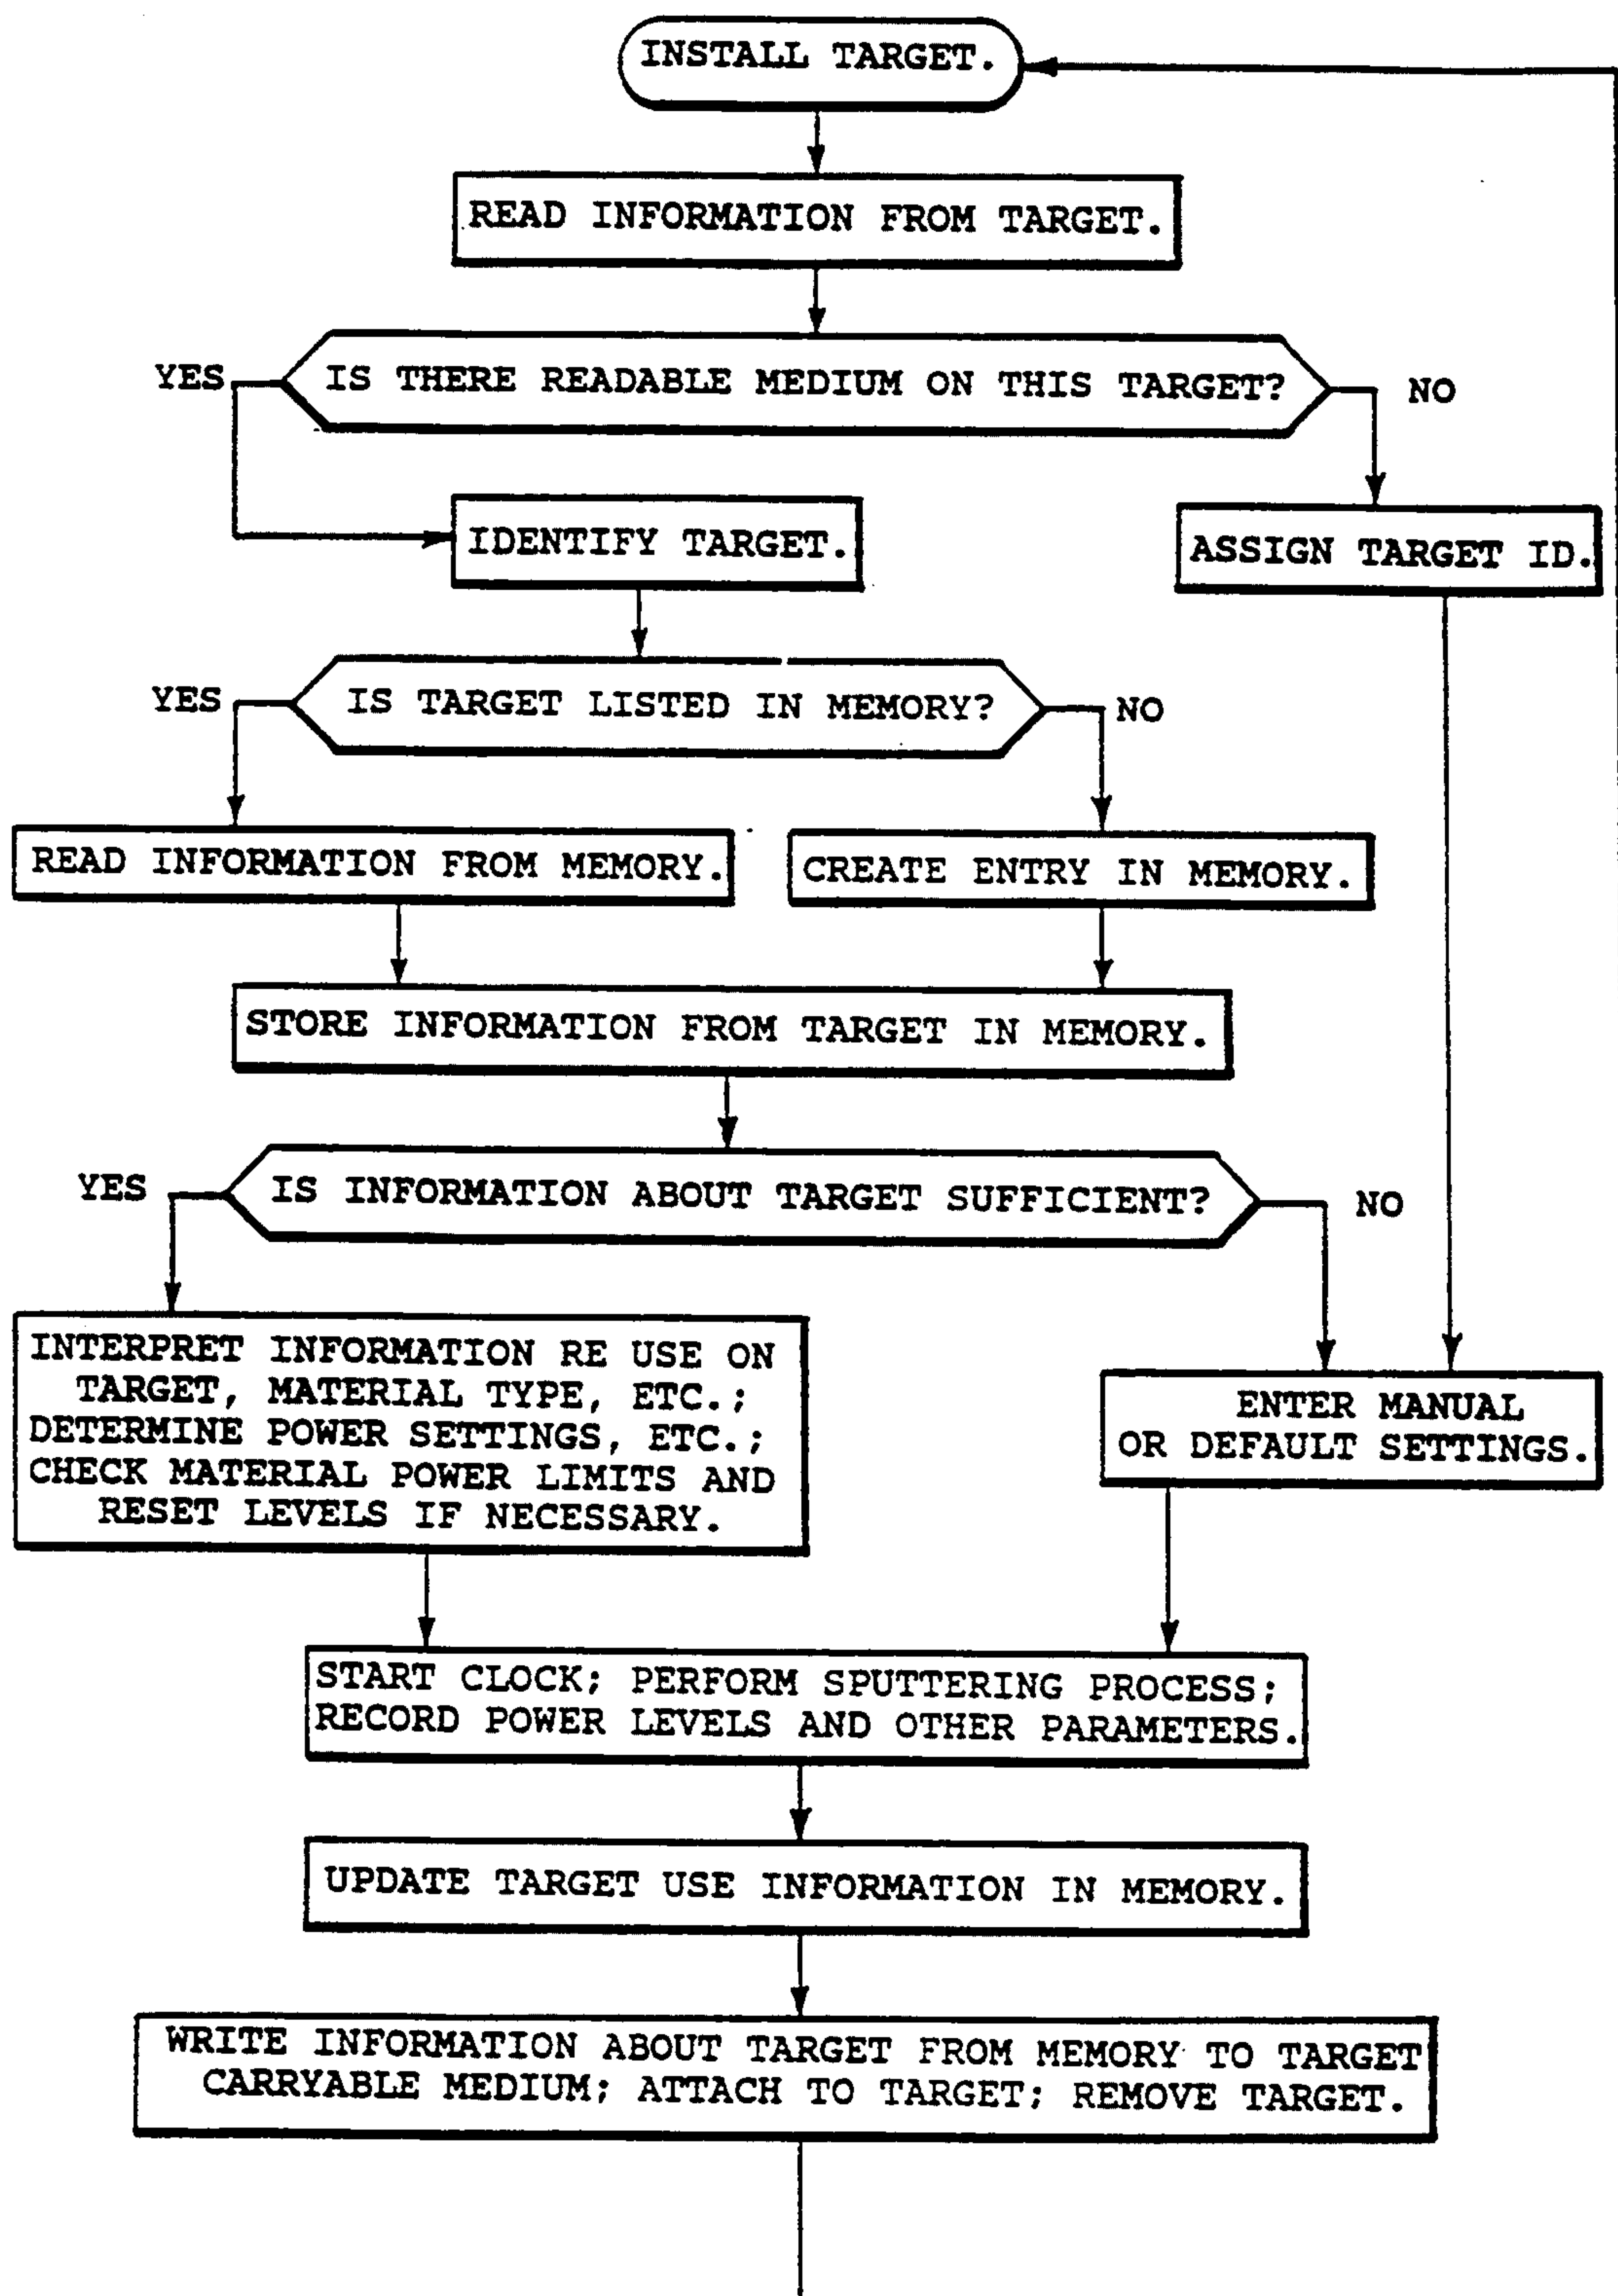 INSTALL TARGET.
READ INFORMATION FROM TARGET.
YES
IS THERE READABLE MEDIUM ON THIS TARGET?
NO
IDENTIFY TARGET.
ASSIGN TARGET ID.
YES
IS TARGET LISTED IN MEMORY?
NO
READ INFORMATION FROM MEMORY.
CREATE ENTRY IN MEMORY.
STORE INFORMATION FROM TARGET IN MEMORY.
YES
IS INFORMATION ABOUT TARGET SUFFICIENT?
NO
INTERPRET INFORMATION RE USE ON
TARGET, MATERIAL TYPE, ETC.;
DETERMINE POWER SETTINGS, ETC.;
CHECK MATERIAL POWER LIMITS AND
RESET LEVELS IF NECESSARY.
ENTER MANUAL
OR DEFAULT SETTINGS.
START CLOCK; PERFORM SPUTTERING PROCESS;
RECORD POWER LEVELS AND OTHER PARAMETERS.
UPDATE TARGET USE INFORMATION IN MEMORY.
WRITE INFORMATION ABOUT TARGET FROM MEMORY TO TARGET
CARRYABLE MEDIUM; ATTACH TO TARGET; REMOVE TARGET.